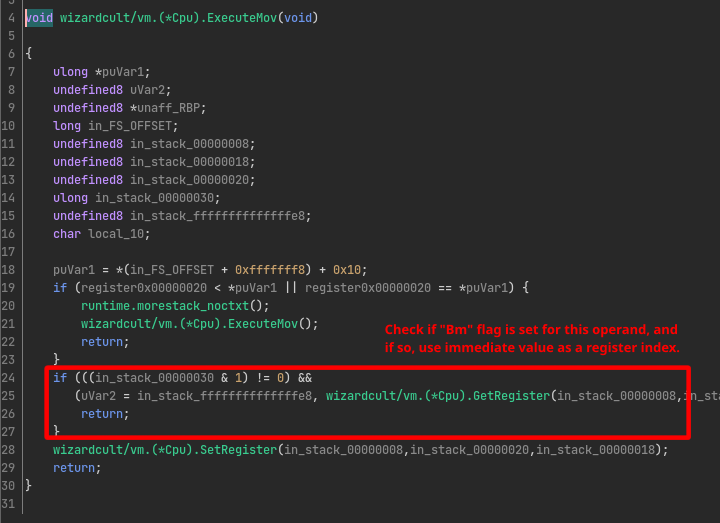 4 void wizardcult/vm.(*Cpu).ExecuteMov(void)
5
6 {
7 ulong *puVar1;
8 undefined8 uVar2;
9 undefined8 *unaff_RBP;
10 long in_FS_OFFSET;
11 undefined8 in_stack_00000008;
12 undefined8 in_stack_00000018;
13 undefined8 in_stack_00000020;
14 ulong in_stack_00000030;
15 undefined8 in_stack_ffffffffffffffe8;
16 char local_10;
17
18 puVar1 = *(in_FS_OFFSET + 0xfffffff8) + 0x10;
19 if (register0x00000020 < *puVar1 || register0x00000020 == *puVar1) {
20 runtime.morestack_noctxt();
21 wizardcult/vm.(*Cpu).ExecuteMov();
22 return;
Check if "Bm" flag is set for this operand, and
if so, use immediate value as a register index.
23 }
24 if (((in_stack_00000030 & 1) != 0) &&
25 (uVar2 = in_stack_ffffffffffffffe8, wizardcult/vm.(*Cpu).GetRegister(in_stack_00000008,in_sta
26 return;
27 }
28 wizardcult/vm.(*Cpu).SetRegister(in_stack_00000008,in_stack_00000020,in_stack_00000018);
29 return;
30 }
31